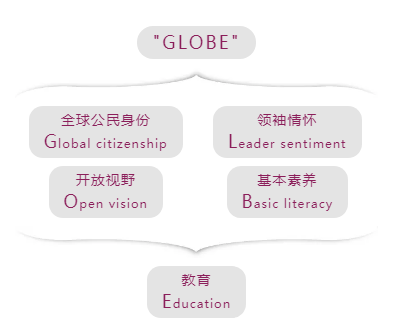 "GLOBE"
全球公民身份
Global citizenship
领袖情怀
Leader sentiment
开放视野
Open vision
基本素养
Basic literacy
教育
Education